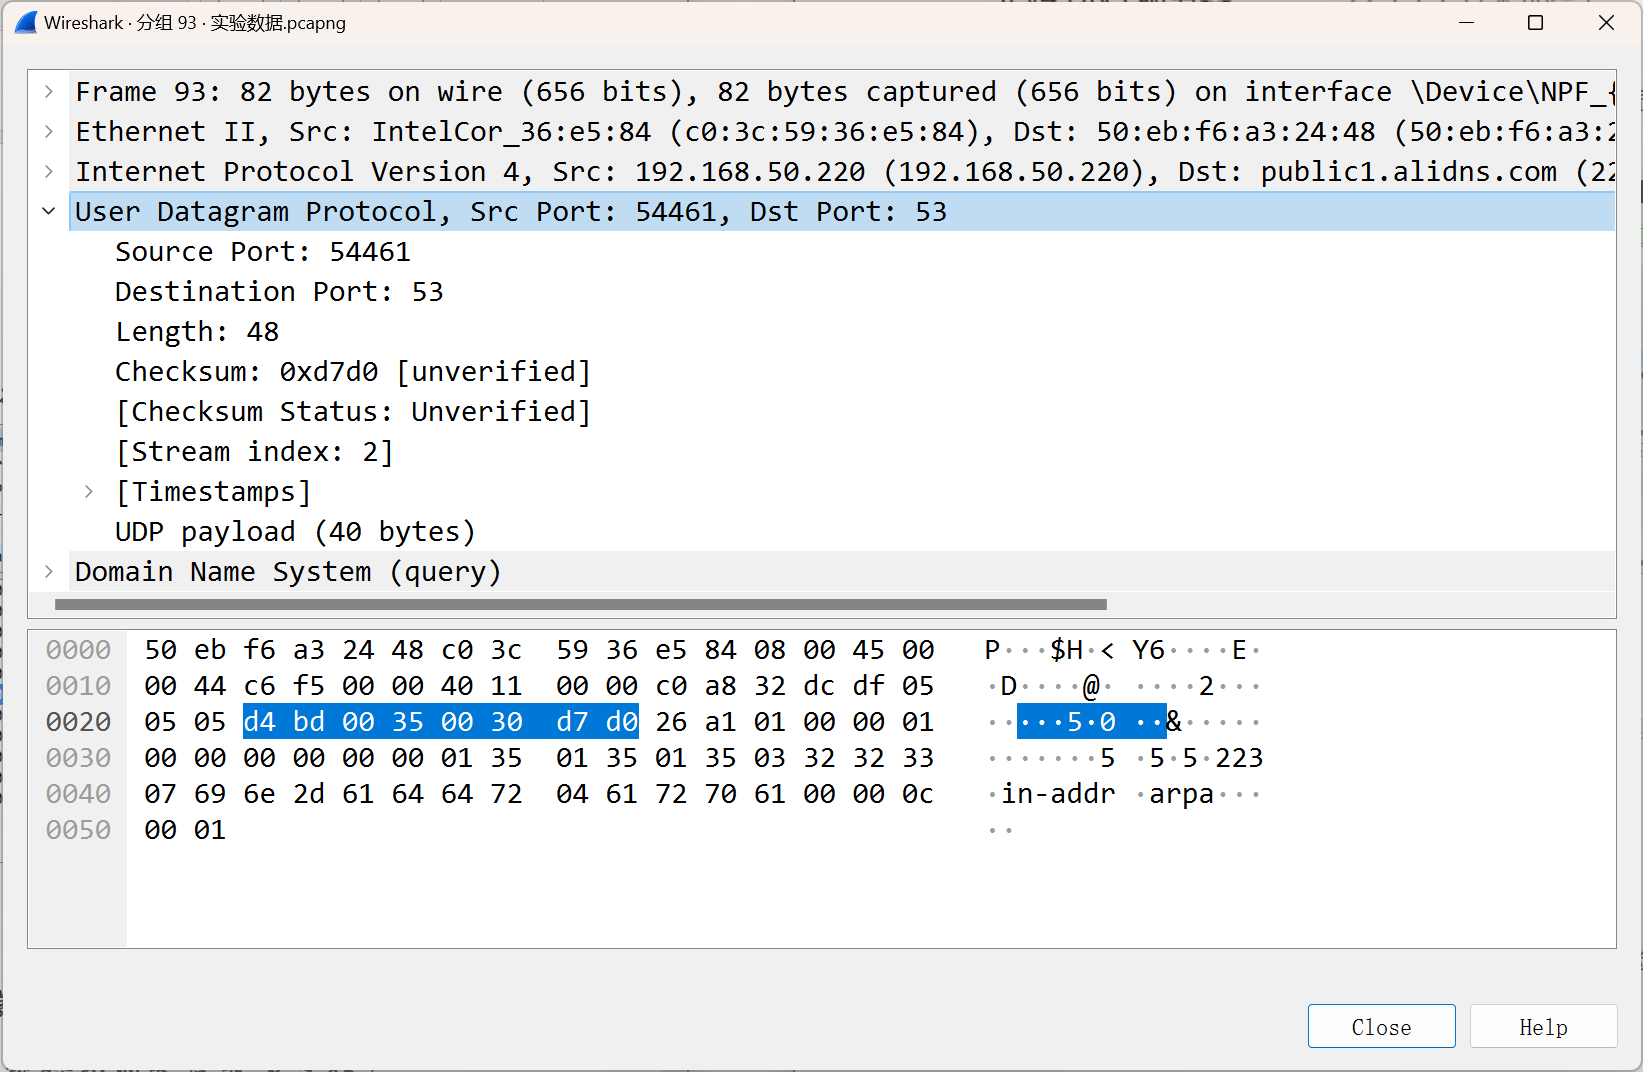 Wireshark · 分组 93 · 实验数据.pcapng
Frame 93: 82 bytes on wire (656 bits), 82 bytes captured (656 bits) on interface \Device\NPF_{
Ethernet II, Src: IntelCor_36:e5:84 (c0:3c:59:36:e5:84), Dst: 50:eb:f6:a3:24:48 (50:eb:f6:a3:2
Internet Protocol Version 4, Src: 192.168.50.220 (192.168.50.220), Dst: public1.alidns.com (22
User Datagram Protocol, Src Port: 54461, Dst Port: 53
Source Port: 54461
Destination Port: 53
Length: 48
Checksum: 0xd7d0 [unverified]
[Checksum Status: Unverified]
[Stream index: 2]
[Timestamps]
UDP payload (40 bytes)
Domain Name System (query)
0000 50 eb f6 a3 24 48 c0 3c 59 36 e5 84 08 00 45 00 P···$H·< Y6····E·
0010 00 44 c6 f5 00 00 40 11 00 00 c0 a8 32 dc df 05 ·D····@· ····2···
0020 05 05 d4 bd 00 35 00 30 d7 d0 26 a1 01 00 00 01 ·····5·0 ··&·····
0030 00 00 00 00 00 00 01 35 01 35 01 35 03 32 32 33 ·······5 ·5·5·223
0040 07 69 6e 2d 61 64 64 72 04 61 72 70 61 00 00 0c ·in-addr ·arpa···
0050 00 01 ··
Close Help